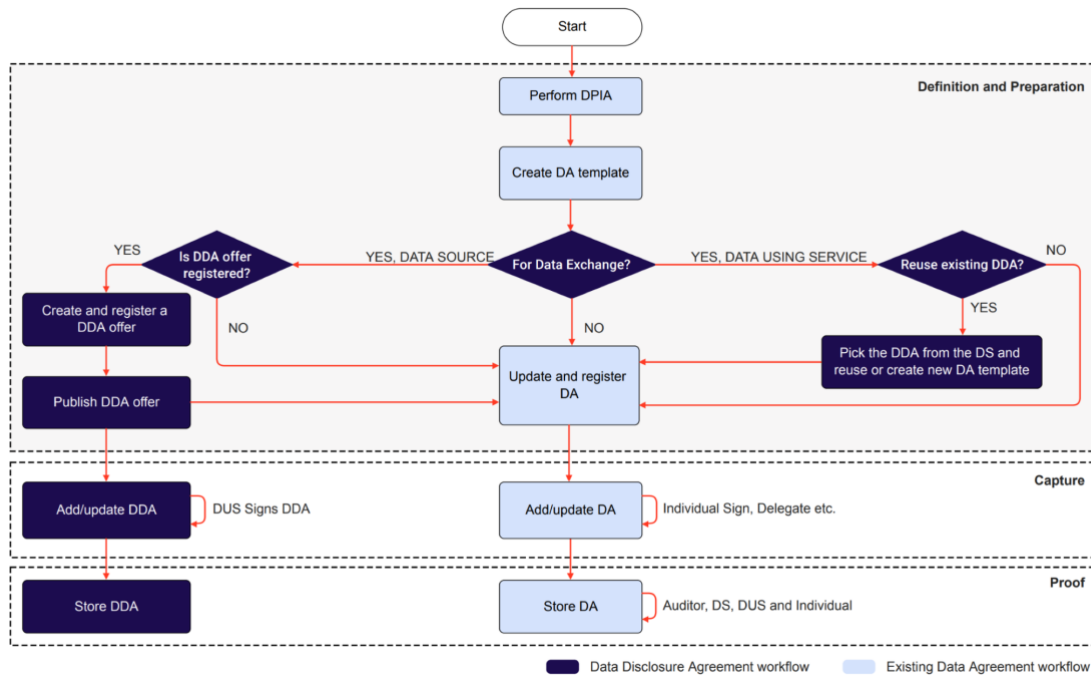 Start
Definition and Preparation
Perform DPIA
Create DA template
YES
Is DDA offer
registered?
YES, DATA SOURCE
For Data Exchange?
YES, DATA USING SERVICE
Reuse existing DDA?
NO
Create and register a
DDA offer
NO
NO
YES
Pick the DDA from the DS and
reuse or create new DA template
Update and register
DA
Publish DDA offer
Capture
Add/update DDA
DUS Signs DDA
Add/update DA
Individual Sign, Delegate etc.
Proof
Store DDA
Store DA
Auditor, DS, DUS and Individual
Data Disclosure Agreement workflow
Existing Data Agreement workflow